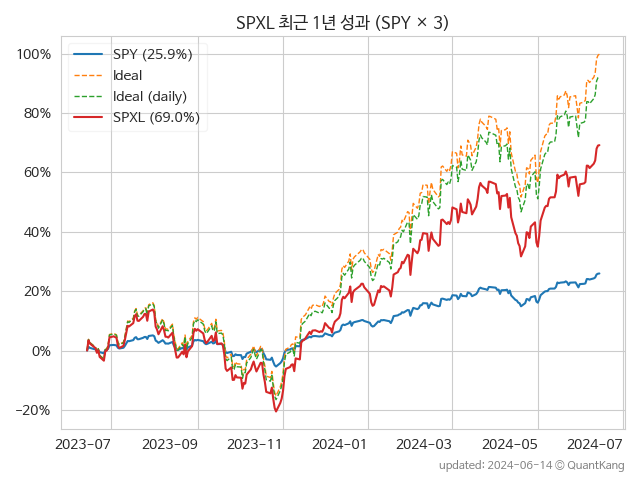 SPXL 최근 1년 성과 (SPY × 3)
SPY (25.9%)
Ideal
Ideal (daily)
SPXL (69.0%)
100%
80%
60%
40%
20%
0%
−20%
2023-07
2023-09
2023-11
2024-01
2024-03
2024-05
2024-07
updated: 2024-06-14 © QuantKang